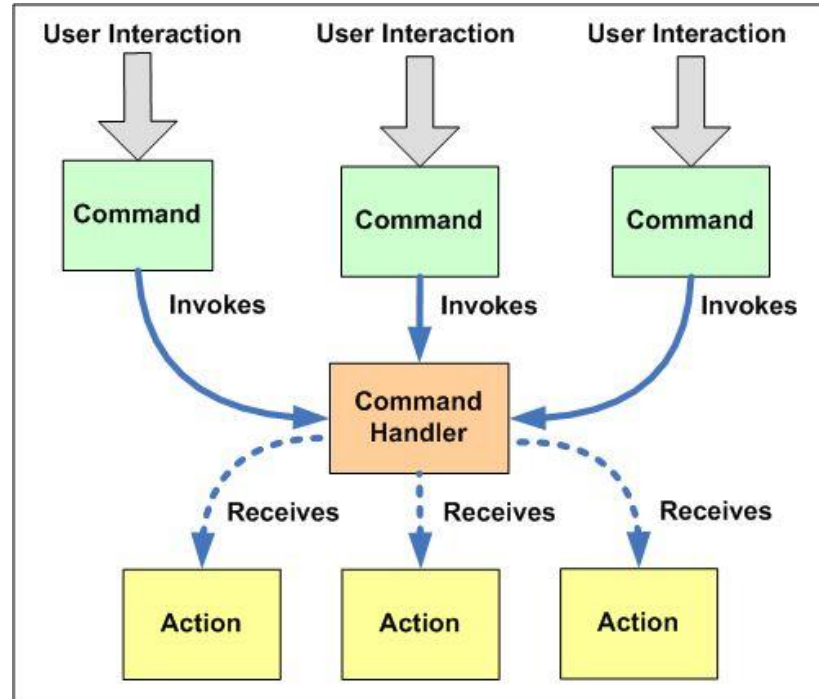 User Interaction
User Interaction
User Interaction
Command
Command
Command
Invokes
Invokes
Invokes
Command
Handler
Receives
Receives
Receives
Action
Action
Action